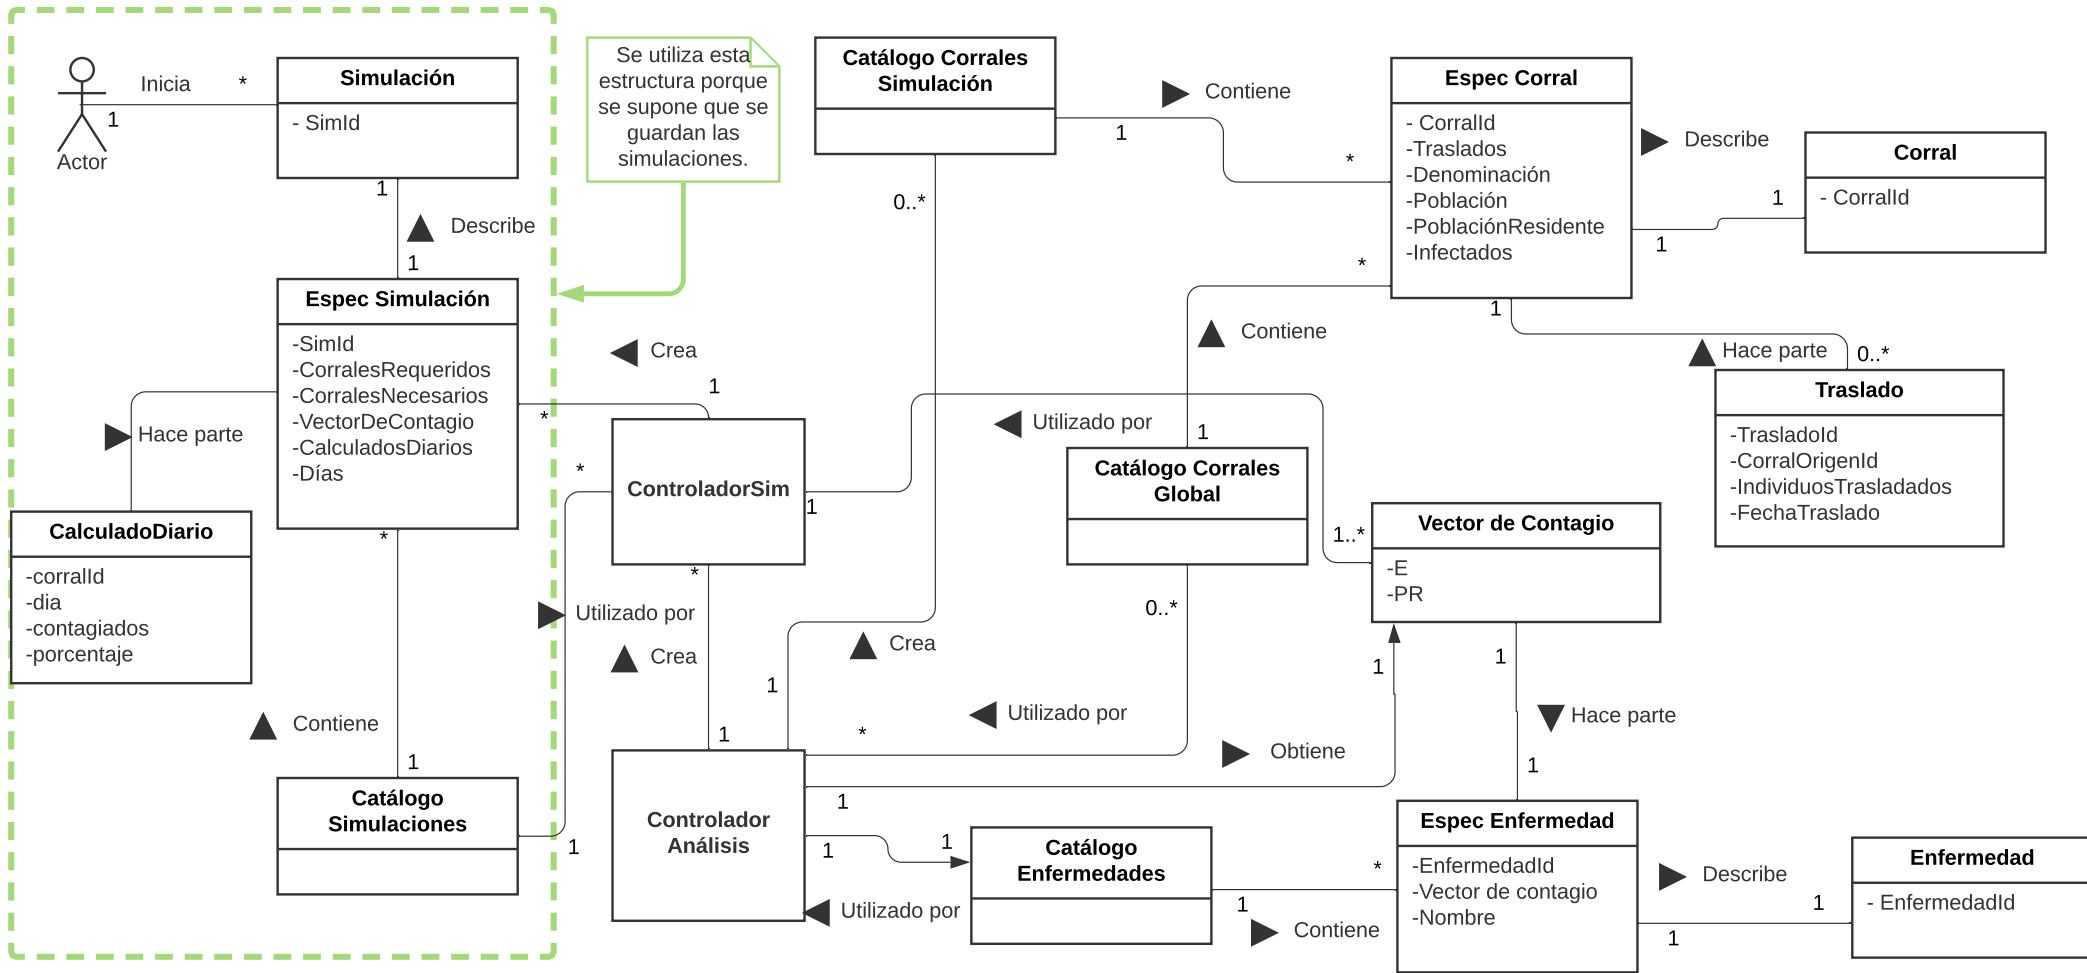 Actor
Inicia
*
1
Simulación
- SimId
1
Describe
1
Espec Simulación
-SimId
-CorralesRequeridos
-CorralesNecesarios
-VectorDeContagio
-CalculadosDiarios
-Días
Hace parte
CalculadoDiario
-corralId
-dia
-contagiados
-porcentaje
*
Contiene
1
Catálogo
Simulaciones
Se utiliza esta
estructura porque
se supone que se
guardan las
simulaciones.
Crea
1
*
ControladorSim
*
Utilizado por
1
1
*
Crea
1
Controlador
Análisis
Catálogo Corrales
Simulación
0..*
Crea
1
1
Contiene
*
Espec Corral
- CorralId
-Traslados
-Denominación
-Población
-PoblaciónResidente
-Infectados
Describe
1
1
Corral
- CorralId
*
Contiene
1
Utilizado por
Catálogo Corrales
Global
0..*
Utilizado por
*
1
Hace parte
0..*
Traslado
-TrasladoId
-CorralOrigenId
-IndividuosTrasladados
-FechaTraslado
1..*
Vector de Contagio
-E
-PR
1
Obtiene
1
1
Hace parte
1
1
1
Utilizado por
Catálogo
Enfermedades
1
Contiene
*
Espec Enfermedad
-EnfermedadId
-Vector de contagio
-Nombre
Describe
1
1
Enfermedad
- EnfermedadId